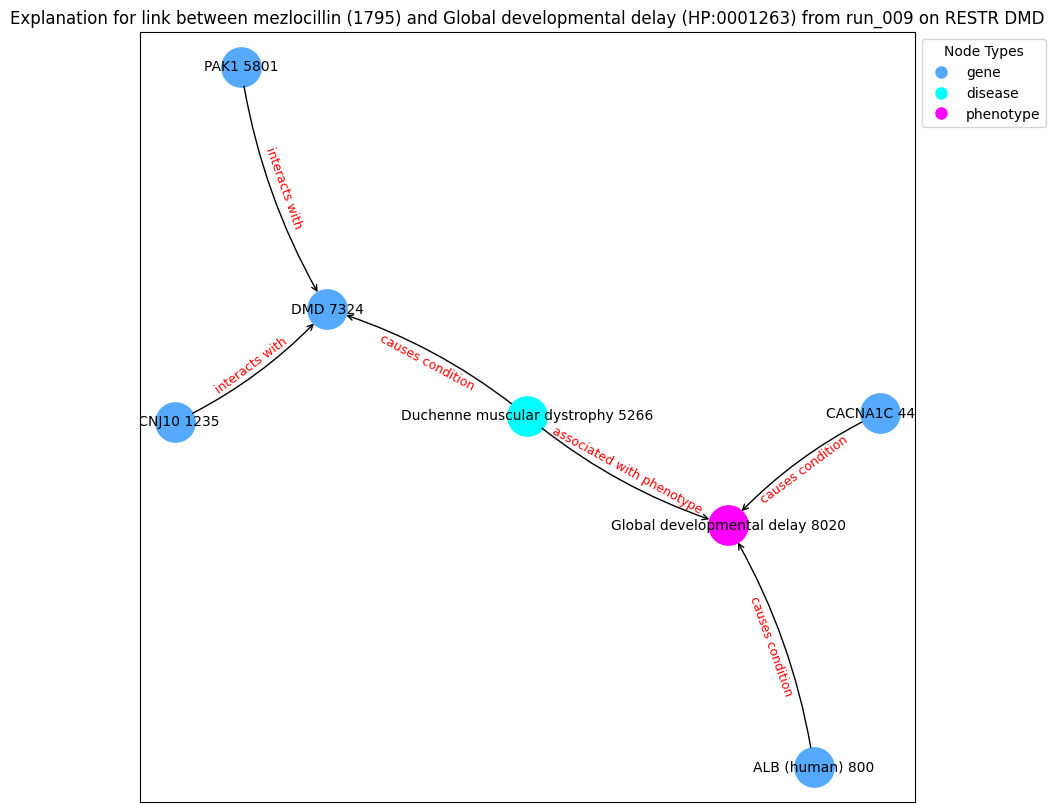 Explanation for link between mezlocillin (1795) and Global developmental delay (HP:0001263) from run_009 on RESTR DMD
Node Types
gene
disease
phenotype
PAK1 5801
interacts with
DMD 7324
interacts with
causes condition
CNJ10 1235
Duchenne muscular dystrophy 5266
CACNA1C 44
associated with phenotype
causes condition
Global developmental delay 8020
causes condition
ALB (human) 800